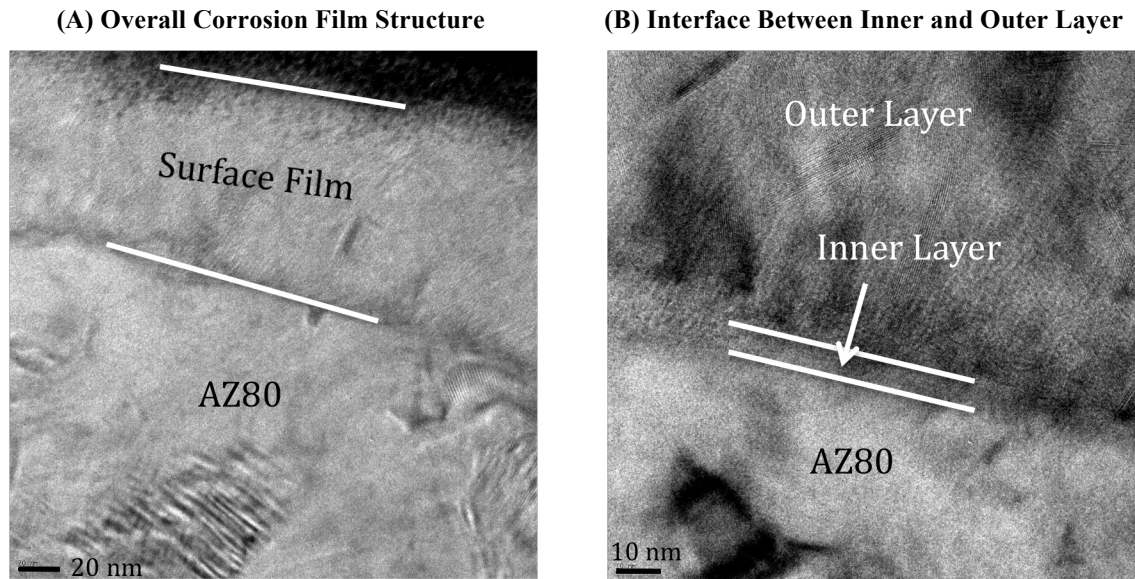 (A) Overall Corrosion Film Structure
Surface Film
AZ80
20 nm
(B) Interface Between Inner and Outer Layer
Outer Layer
Inner Layer
AZ80
10 nm